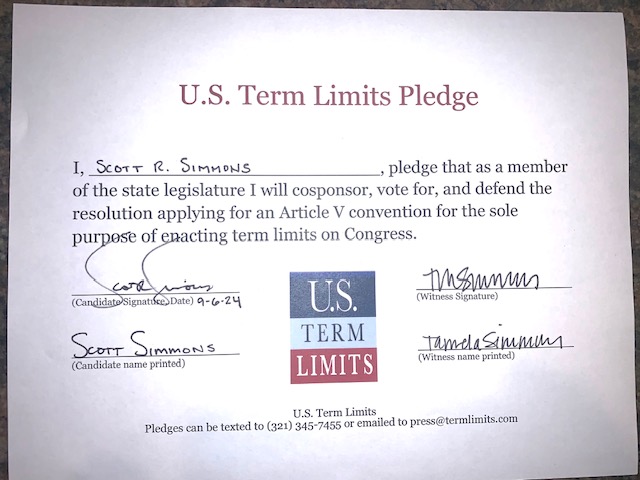 U.S. Term Limits Pledge
I, SCOTT R. SIMMONS, pledge that as a member
of the state legislature I will cosponsor, vote for, and defend the
resolution applying for an Article V convention for the sole
purpose of enacting term limits on Congress.
(Candidate Signature, Date) 9-6-24
(Witness Signature)
SCOTT SIMMONS
(Candidate name printed)
Tamela Simmons
(Witness name printed)
U.S.
TERM
LIMITS
U.S. Term Limits
Pledges can be texted to (321) 345-7455 or emailed to press@termlimits.com